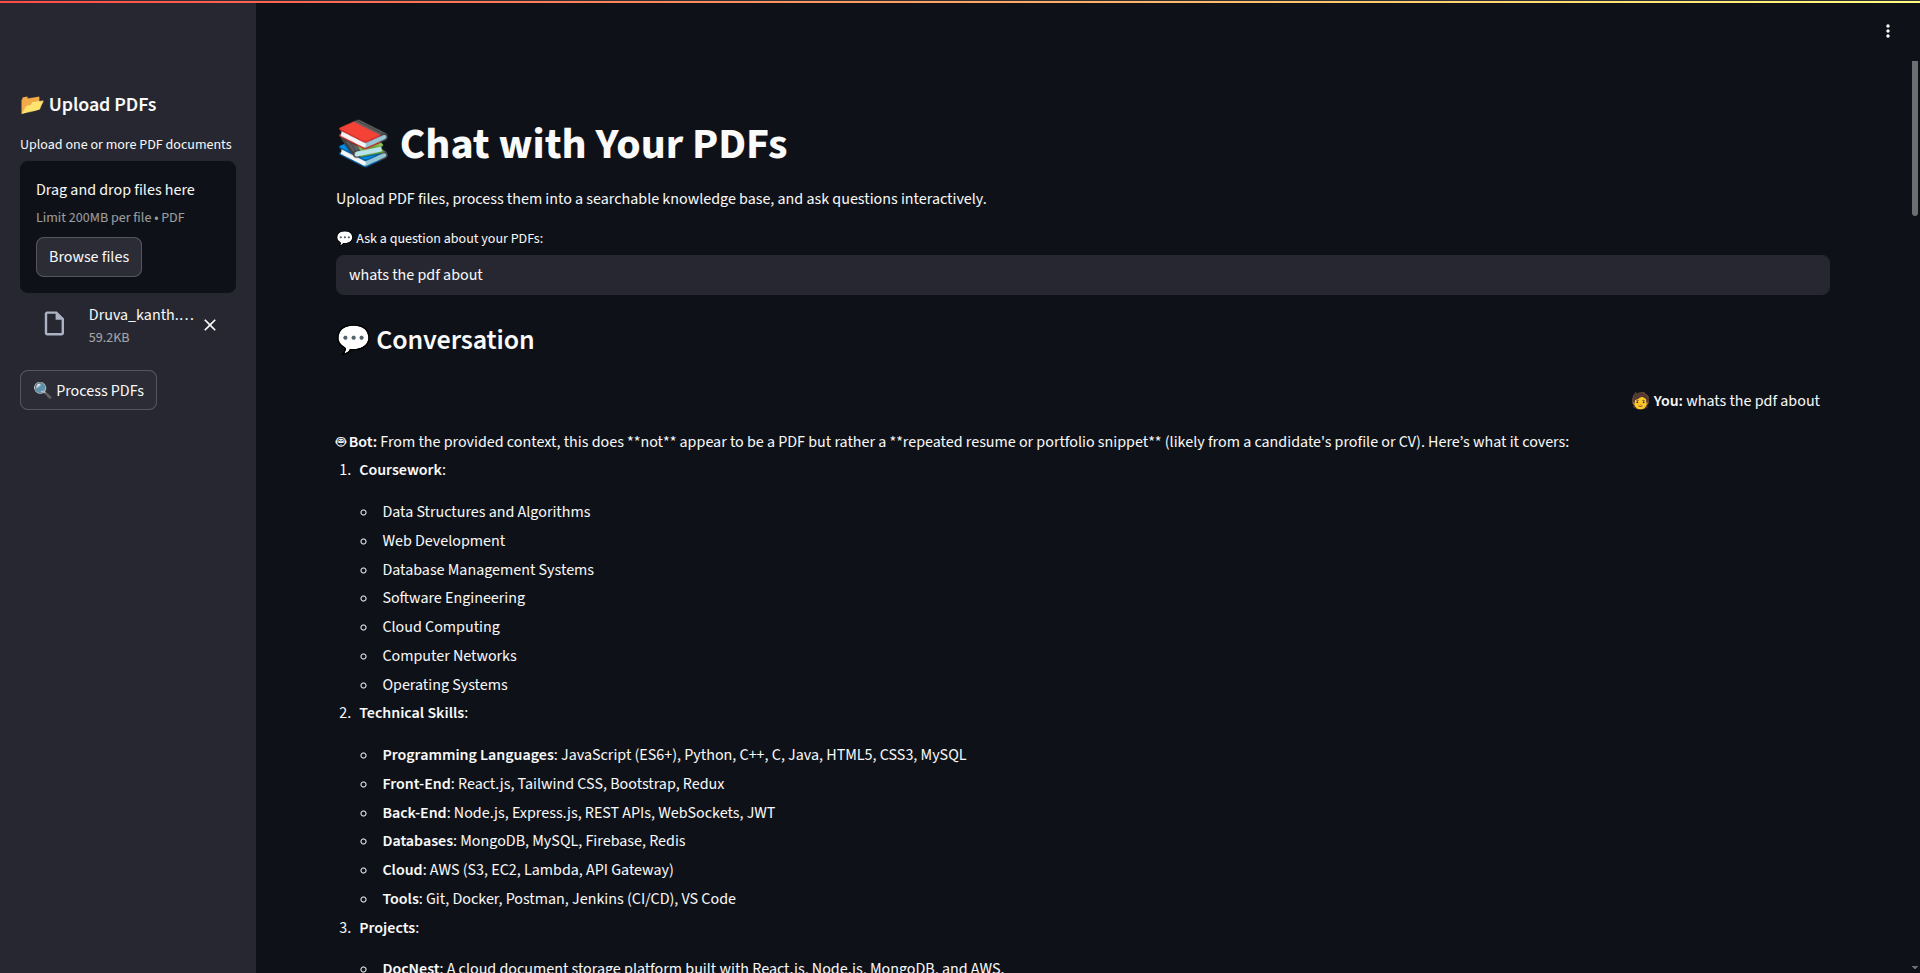 📂 Upload PDFs
Upload one or more PDF documents
Drag and drop files here
Limit 200MB per file • PDF
Browse files
Druva_kanth....
59.2KB
🔍 Process PDFs
📚 Chat with Your PDFs
Upload PDF files, process them into a searchable knowledge base, and ask questions interactively.
💬 Ask a question about your PDFs:
whats the pdf about
💬 Conversation
🧑 You: whats the pdf about
🤖 Bot: From the provided context, this does **not** appear to be a PDF but rather a **repeated resume or portfolio snippet** (likely from a candidate's profile or CV). Here's what it covers:
1. Coursework:
◦ Data Structures and Algorithms
◦ Web Development
◦ Database Management Systems
◦ Software Engineering
◦ Cloud Computing
◦ Computer Networks
◦ Operating Systems
2. Technical Skills:
◦ Programming Languages: JavaScript (ES6+), Python, C++, C, Java, HTML5, CSS3, MySQL
◦ Front-End: React.js, Tailwind CSS, Bootstrap, Redux
◦ Back-End: Node.js, Express.js, REST APIs, WebSockets, JWT
◦ Databases: MongoDB, MySQL, Firebase, Redis
◦ Cloud: AWS (S3, EC2, Lambda, API Gateway)
◦ Tools: Git, Docker, Postman, Jenkins (CI/CD), VS Code
3. Projects:
◦ DocNest: A cloud document storage platform built with React.js, Node.js, MongoDB, and AWS.